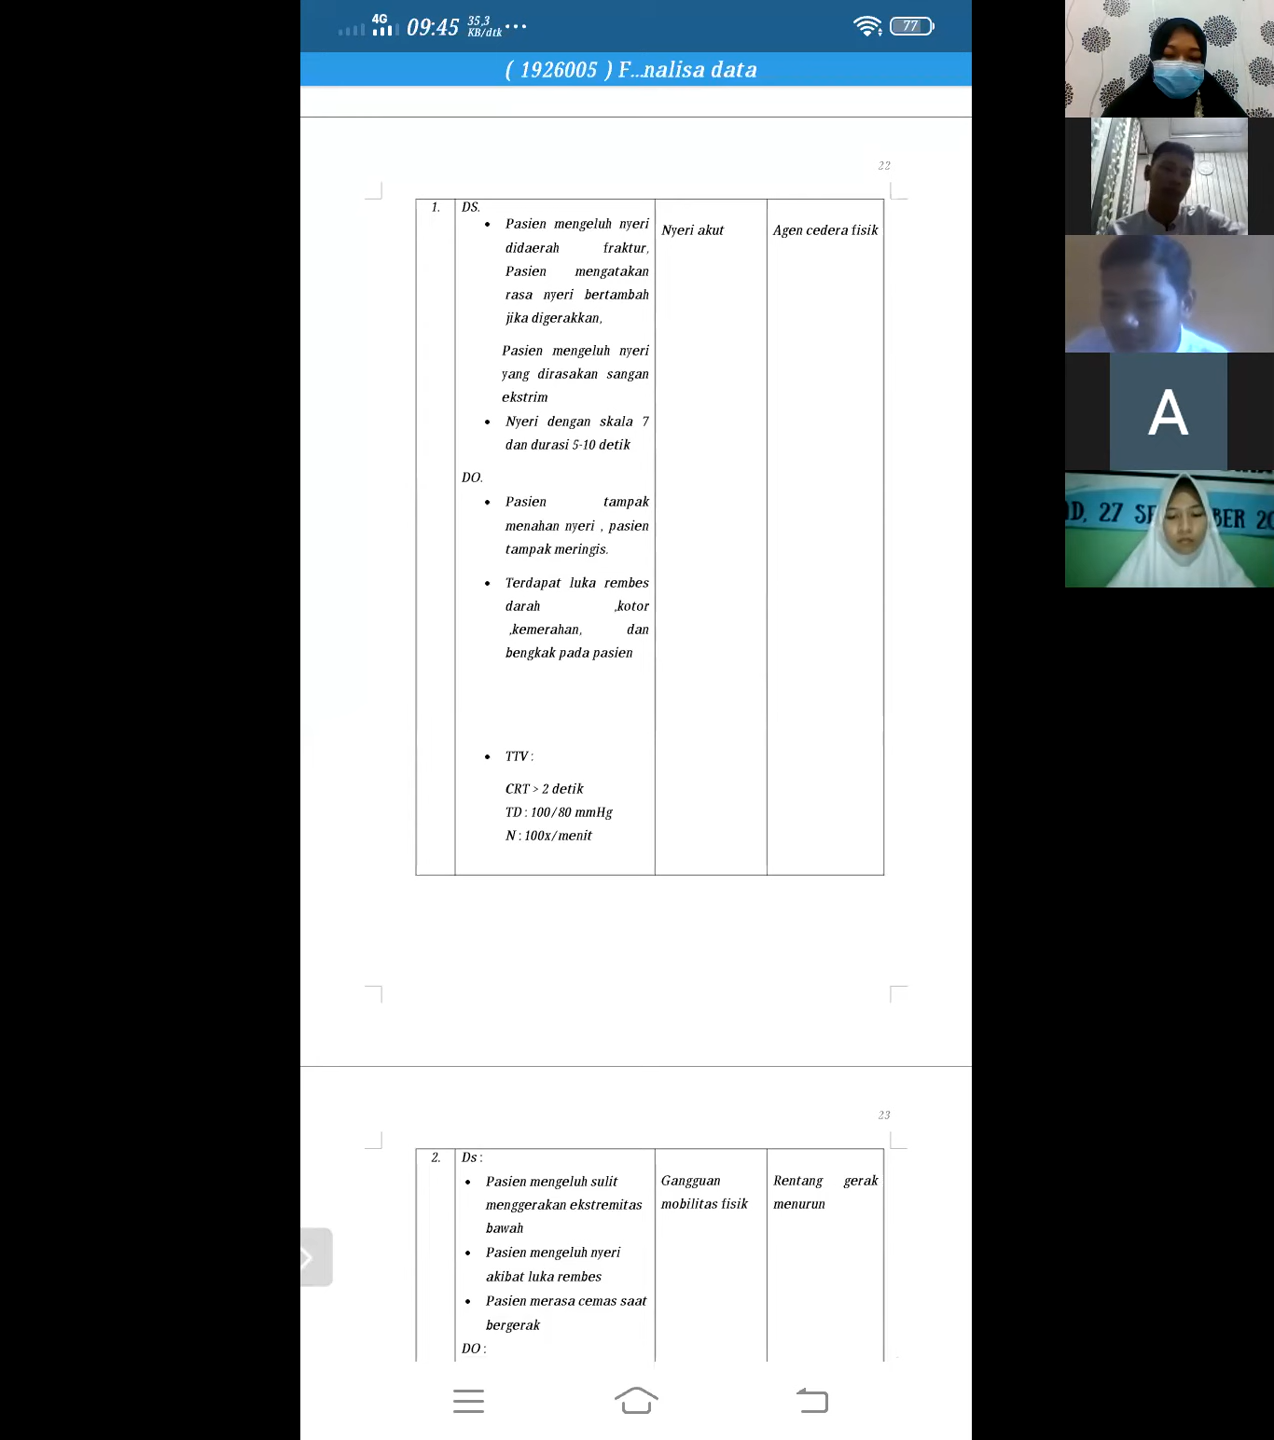 4G 09:45 35,3 KB/dtk ... 77
( 1926005 ) F...nalisa data
22
1. DS. Nyeri akut Agen cedera fisik
• Pasien mengeluh nyeri
didaerah fraktur,
Pasien mengatakan
rasa nyeri bertambah
jika digerakkan,
Pasien mengeluh nyeri
yang dirasakan sangan
ekstrim
• Nyeri dengan skala 7
dan durasi 5-10 detik
DO.
• Pasien tampak
menahan nyeri , pasien
tampak meringis.
• Terdapat luka rembes
darah ,kotor
,kemerahan, dan
bengkak pada pasien
• TTV :
CRT > 2 detik
TD : 100/80 mmHg
N : 100x/menit
23
2. Ds :
• Pasien mengeluh sulit
menggerakan ekstremitas
bawah
• Pasien mengeluh nyeri
akibat luka rembes
• Pasien merasa cemas saat
bergerak
DO :
Gangguan
mobilitas fisik
Rentang gerak
menurun
A
27